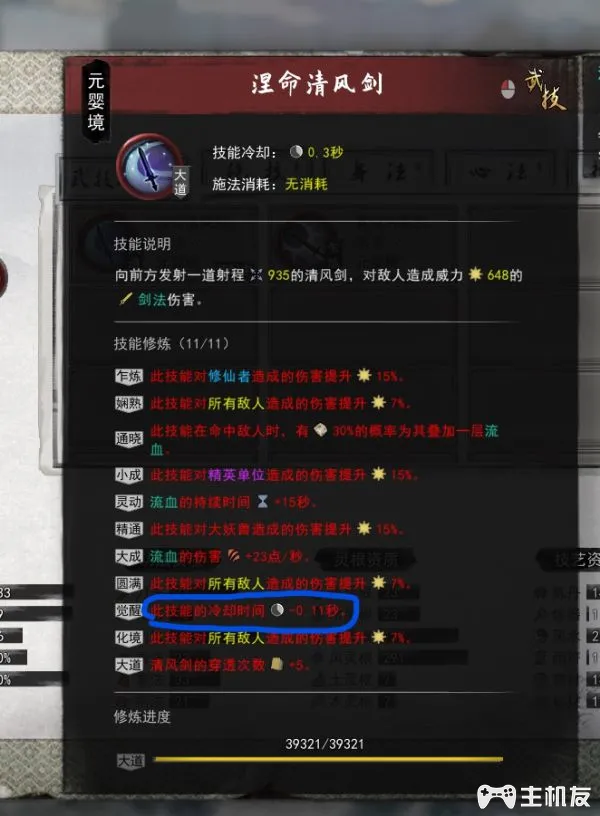 元婴境
涅命清风剑
武技
技能冷却： 0.3秒
大道
施法消耗：无消耗
技能说明
向前方发射一道射程 935的清风剑，对敌人造成威力 648的
剑法伤害。
技能修炼（11/11）
乍炼 此技能对修仙者造成的伤害提升 15%。
娴熟 此技能对所有敌人造成的伤害提升 7%。
通晓 此技能在命中敌人时，有 30%的概率为其叠加一层流
血。
小成 此技能对精英单位造成的伤害提升 15%。
灵动 流血的持续时间 +15秒。
精通 此技能对大妖兽造成的伤害提升 15%。
大成 流血的伤害 +23点/秒。
灵根资质
技艺资
圆满 此技能对所有敌人造成的伤害提升 7%。
觉醒 此技能的冷却时间 -0.11秒。
化境 此技能对所有敌人造成的伤害提升 7%。
大道 清风剑的穿透次数 +5。
修炼进度
39321/39321
大道
主机友